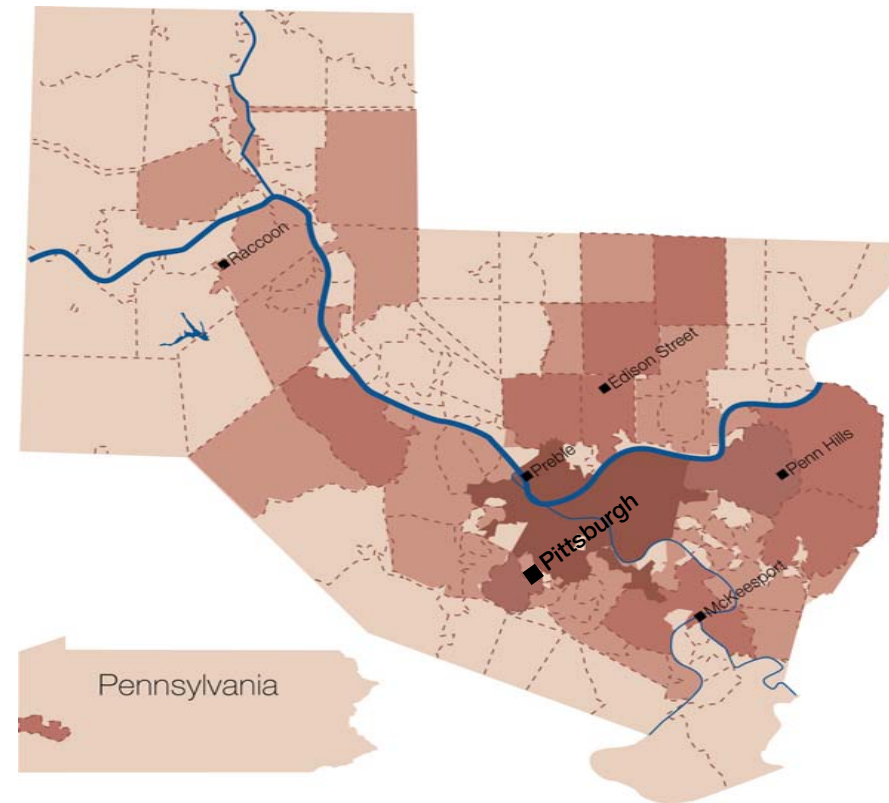 Raccoon
Edison Street
Preble
Penn Hills
Pittsburgh
McKeesport
Pennsylvania